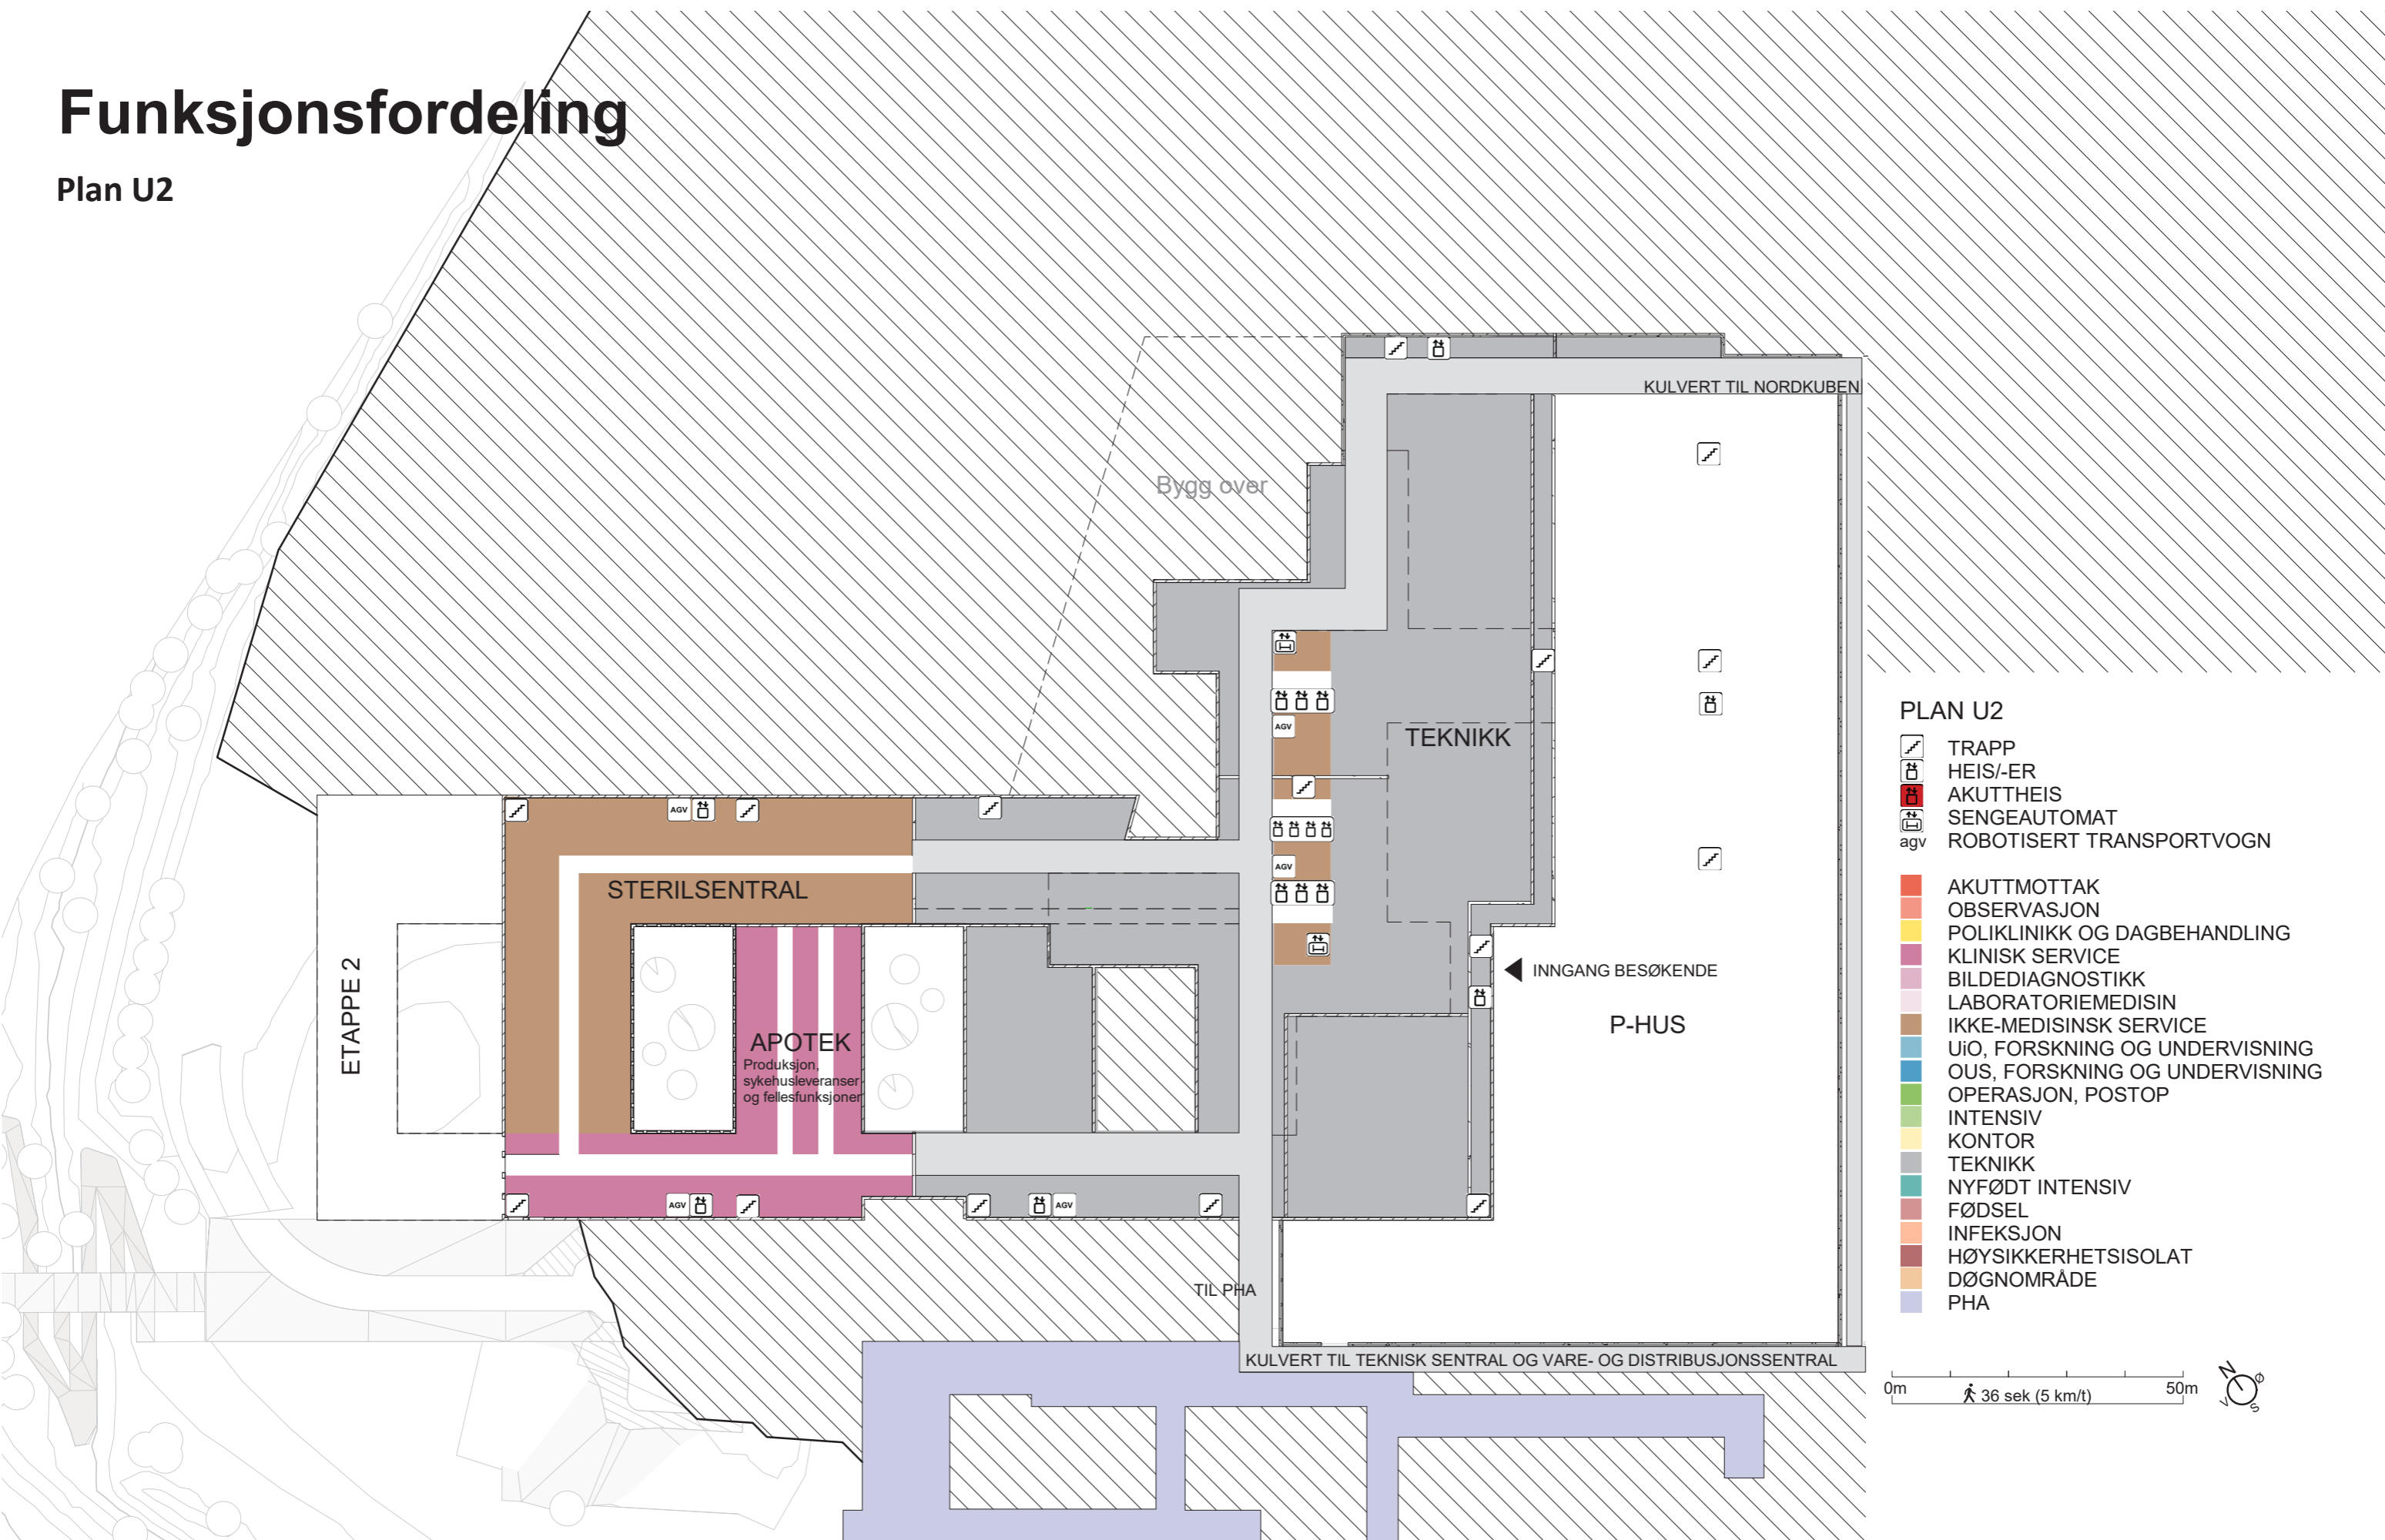 Funksjonsfordeling
Plan U2
KULVERT TIL NORDKUBEN
Bygg over
AGV
TEKNIKK
AGV
AGV
STERILSENTRAL
INNGANG BESØKENDE
ETAPPE 2
P-HUS
APOTEK
Produksjon,
sykehusleveranser
og fellesfunksjoner
AGV
AGV
TIL PHA
KULVERT TIL TEKNISK SENTRAL OG VARE- OG DISTRIBUSJONSSENTRAL
PLAN U2
TRAPP
HEIS/-ER
AKUTTHEIS
SENGEAUTOMAT
agv ROBOTISERT TRANSPORTVOGN
AKUTTMOTTAK
OBSERVASJON
POLIKLINIKK OG DAGBEHANDLING
KLINISK SERVICE
BILDEDIAGNOSTIKK
LABORATORIEMEDISIN
IKKE-MEDISINSK SERVICE
UiO, FORSKNING OG UNDERVISNING
OUS, FORSKNING OG UNDERVISNING
OPERASJON, POSTOP
INTENSIV
KONTOR
TEKNIKK
NYFØDT INTENSIV
FØDSEL
INFEKSJON
HØYSIKKERHETSISOLAT
DØGNOMRÅDE
PHA
0m 36 sek (5 km/t) 50m
N
Ø
V
S